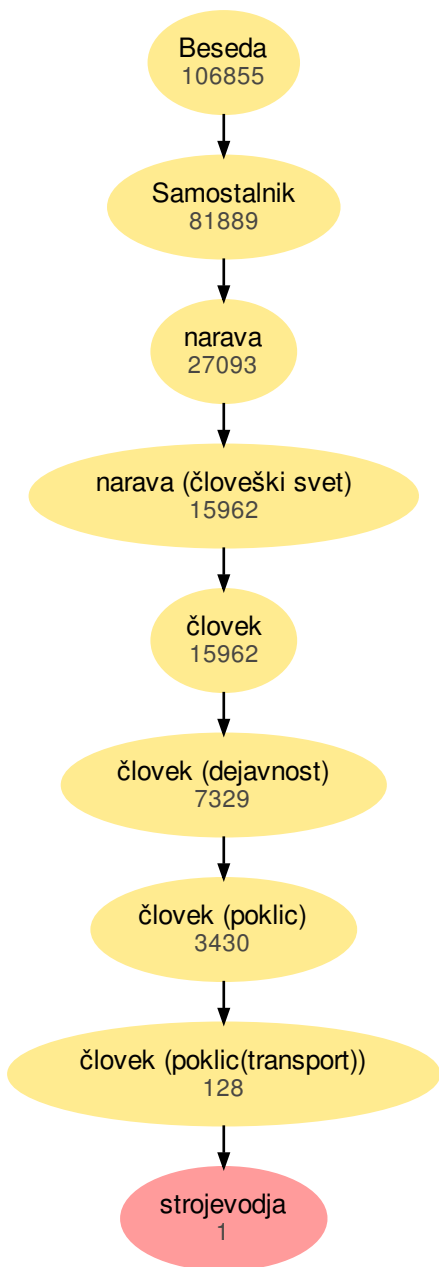 Beseda
106855
Samostalnik
81889
narava
27093
narava (človeški svet)
15962
človek
15962
človek (dejavnost)
7329
človek (poklic)
3430
človek (poklic(transport))
128
strojevodja
1